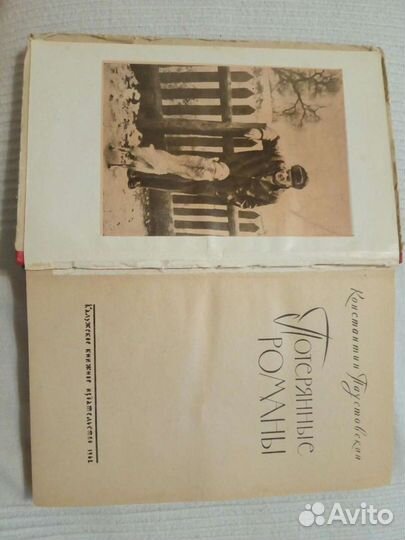 Константин Паустовский
Потерянные
романы
Калужское книжное издательство 1962
Avito